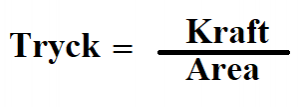 Kraft
Tryck =
Area